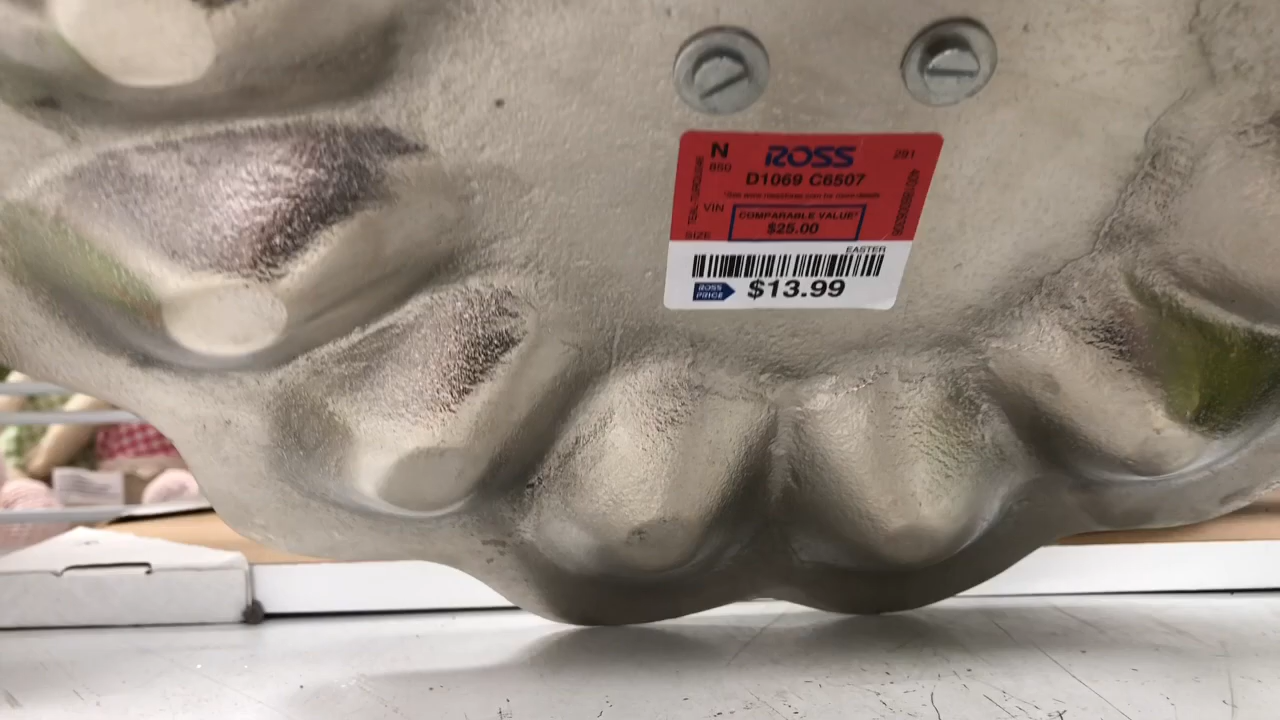 N
ROSS
291
850
D1069 C6507
VIN
COMPARABLE VALUE*
$25.00
SIZE
EASTER
ROSS
PRICE
$13.99